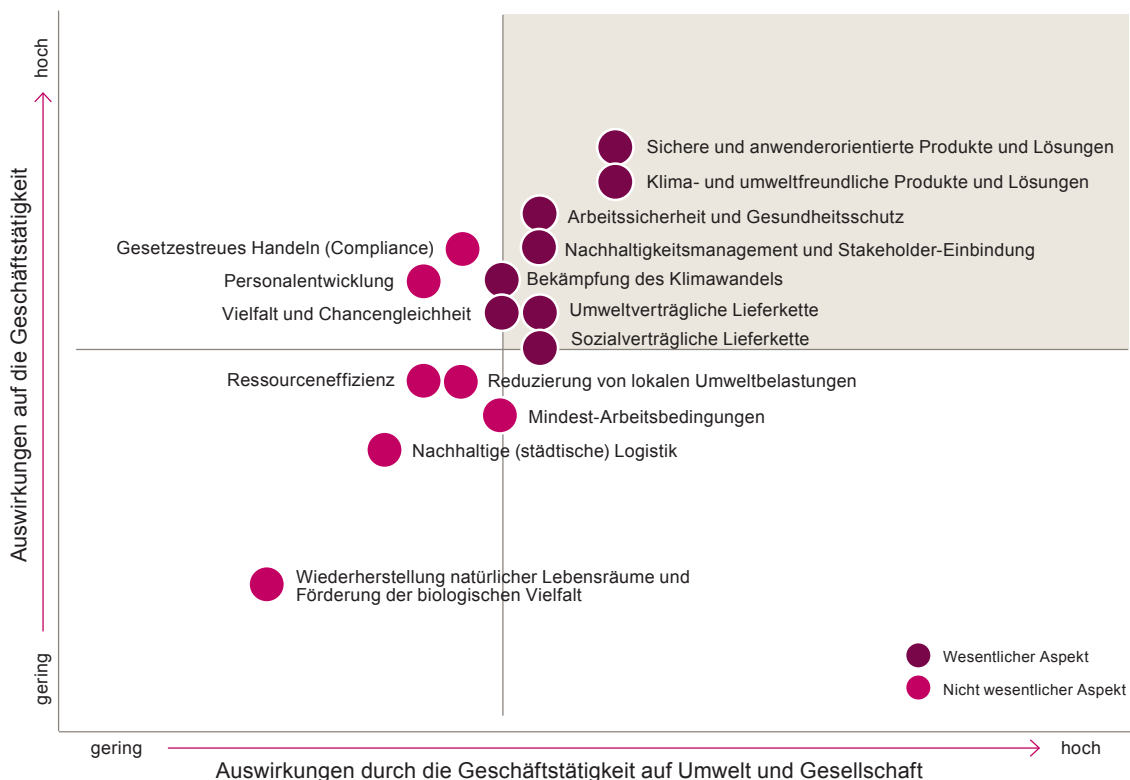 hoch
Auswirkungen auf die Geschäftstätigkeit
gering
Sichere und anwenderorientierte Produkte und Lösungen
Klima- und umweltfreundliche Produkte und Lösungen
Arbeitssicherheit und Gesundheitsschutz
Gesetzestreues Handeln (Compliance)
Nachhaltigkeitsmanagement und Stakeholder-Einbindung
Personalentwicklung
Bekämpfung des Klimawandels
Vielfalt und Chancengleichheit
Umweltverträgliche Lieferkette
Sozialverträgliche Lieferkette
Ressourceneffizienz
Reduzierung von lokalen Umweltbelastungen
Mindest-Arbeitsbedingungen
Nachhaltige (städtische) Logistik
Wiederherstellung natürlicher Lebensräume und
Förderung der biologischen Vielfalt
Wesentlicher Aspekt
Nicht wesentlicher Aspekt
gering
hoch
Auswirkungen durch die Geschäftstätigkeit auf Umwelt und Gesellschaft